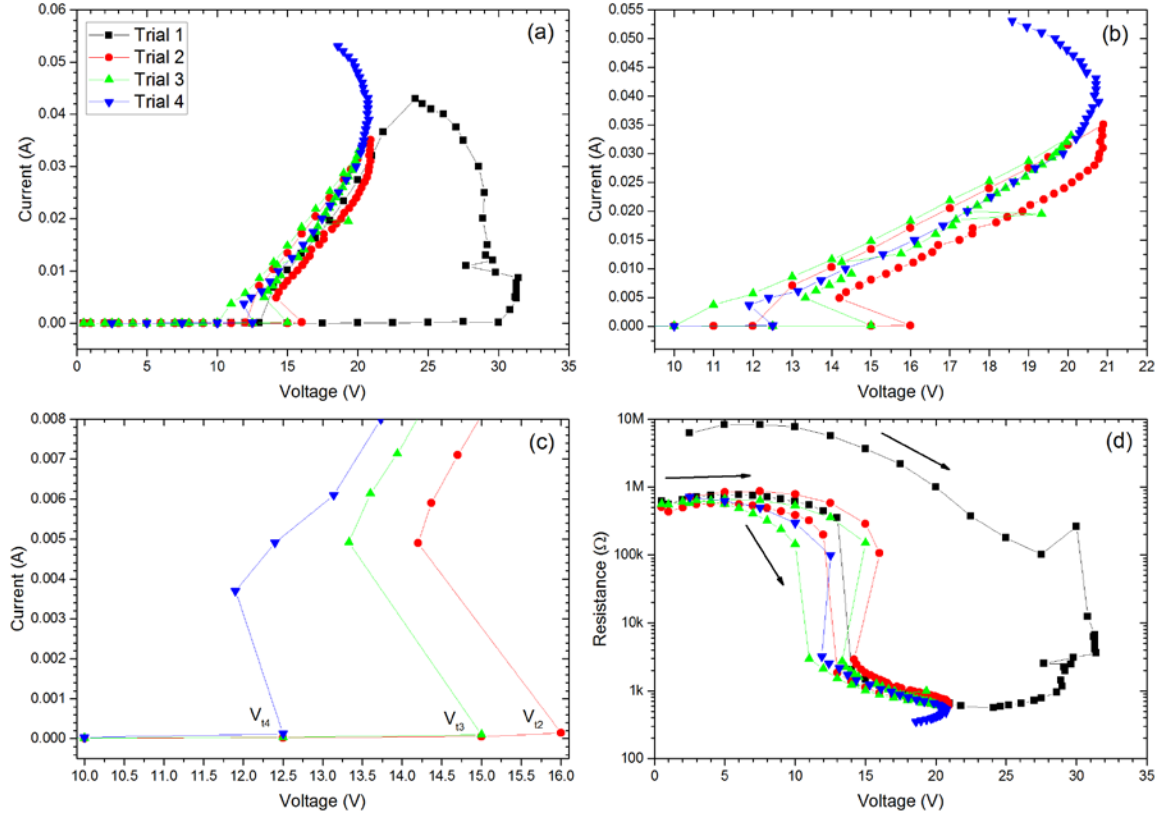 0.06
0.05
0.04
0.03
0.02
0.01
0.00
Current (A)
Trial 1
Trial 2
Trial 3
Trial 4
(a)
0 5 10 15 20 25 30 35
Voltage (V)
0.055
0.050
0.045
0.040
0.035
0.030
0.025
0.020
0.015
0.010
0.005
0.000
Current (A)
(b)
10 11 12 13 14 15 16 17 18 19 20 21 22
Voltage (V)
0.008
0.007
0.006
0.005
0.004
0.003
0.002
0.001
0.000
Current (A)
(c)
Vt4
Vt3
Vt2
10.0 10.5 11.0 11.5 12.0 12.5 13.0 13.5 14.0 14.5 15.0 15.5 16.0
Voltage (V)
10M
1M
100k
10k
1k
100
Resistance (Ω)
(d)
0 5 10 15 20 25 30 35
Voltage (V)